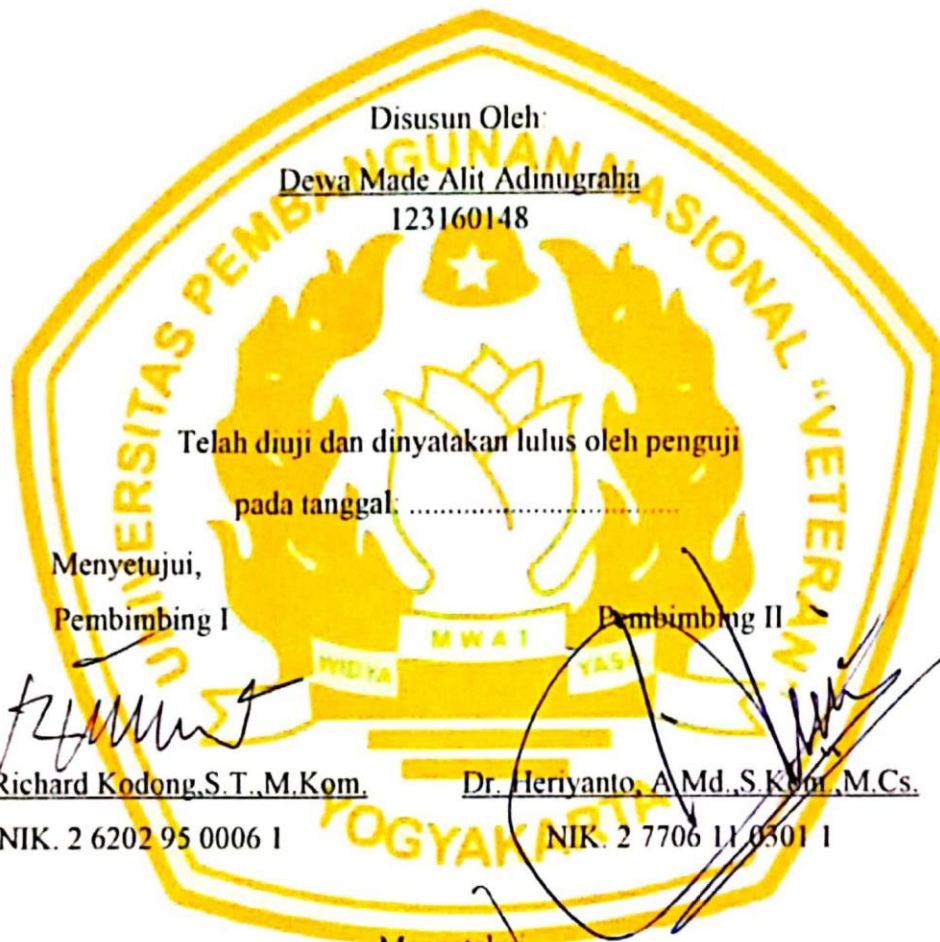 Disusun Oleh:
Dewa Made Alit Adinugraha
123160148
UNIVERSITAS PEMBANGUNAN NASIONAL "VETERAN"
Telah diuji dan dinyatakan lulus oleh penguji
pada tanggal: ..................................
Menyetujui,
Pembimbing I
Pembimbing II
WIDYA MWAT YASA
Richard Kodong,S.T.,M.Kom.
Dr. Heriyanto, A.Md.,S.Kom.,M.Cs.
NIK. 2 6202 95 0006 1
NIK. 2 7706 11 0301 1
YOGYAKARTA